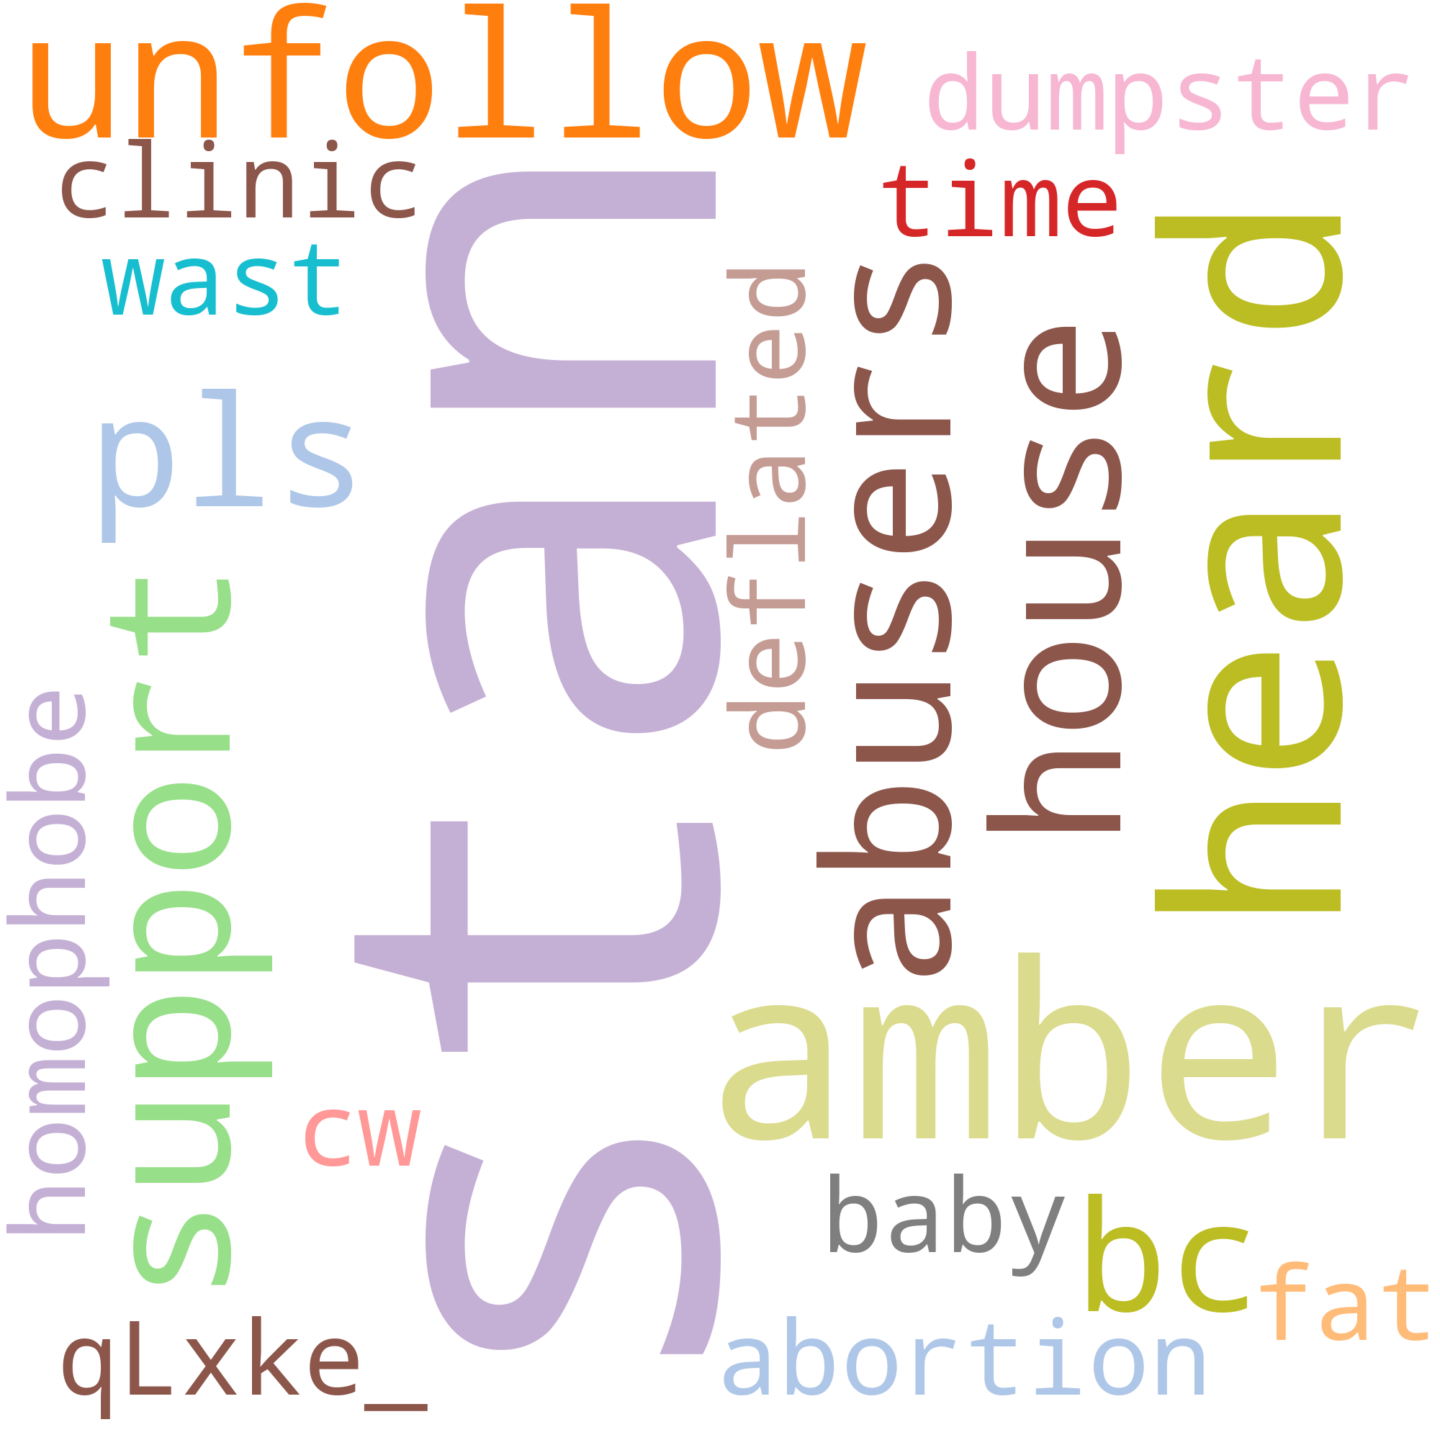 unfollow
dumpster
clinic
time
wast
stan
heard
deflated
abusers
house
pls
support
homophobe
amber
cw
baby
bc
fat
qLxke_
abortion